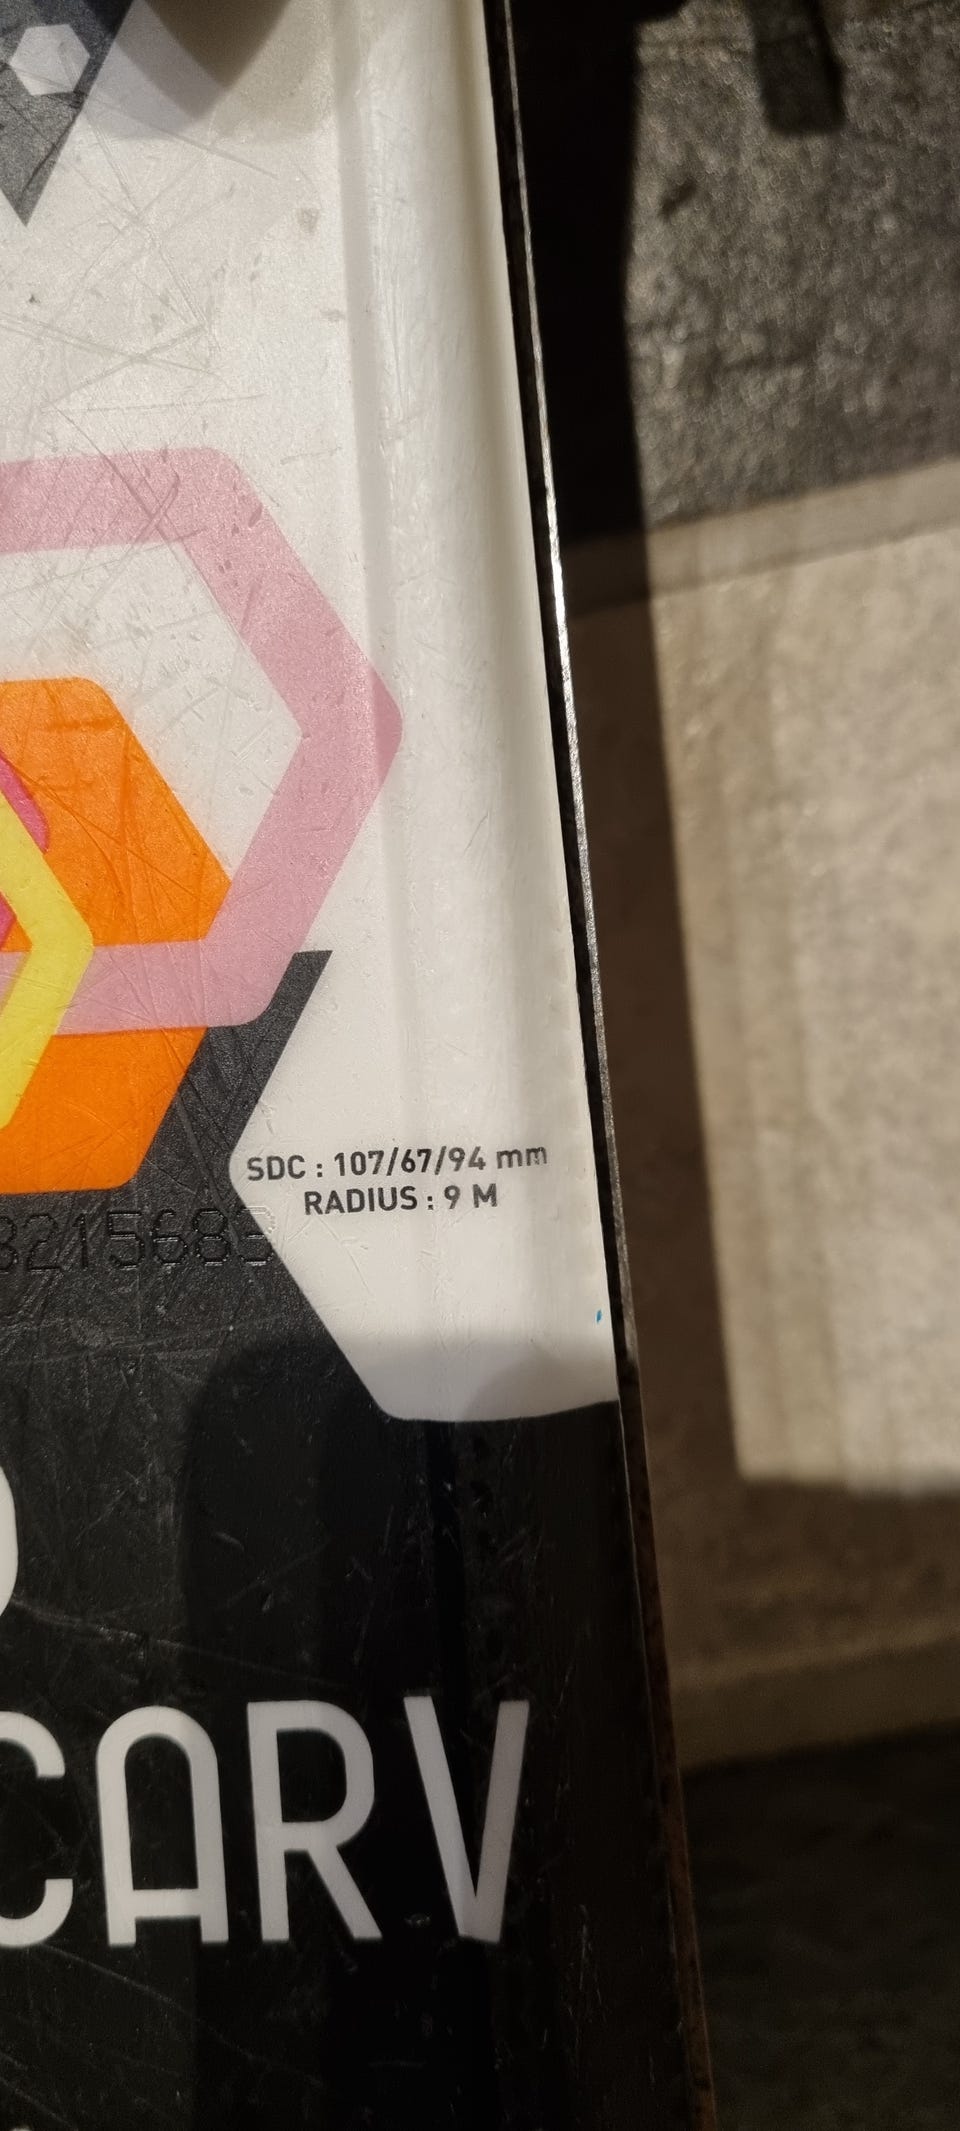 SDC : 107/67/94 mm
RADIUS : 9 M
CARV